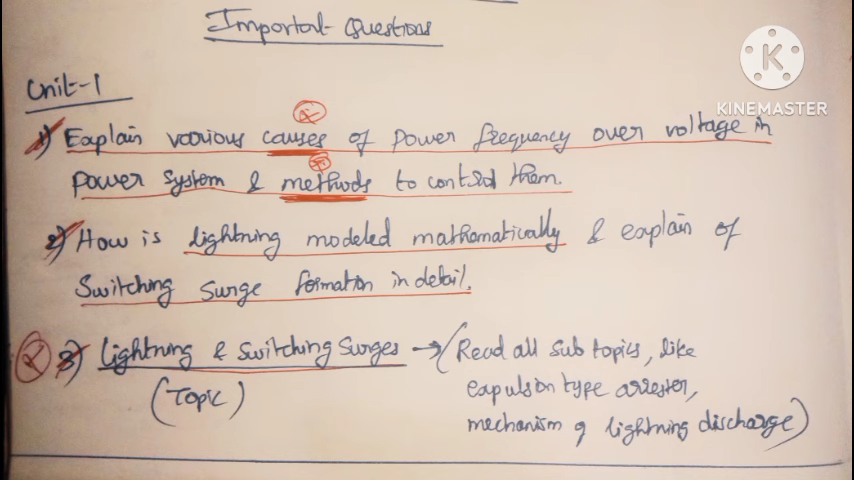 Important Questions
K
KINEMASTER
Unit-1
1) Explain various causes of power frequency over voltage in
power system & methods to control them.
2) How is lightning modeled mathematically & explain of
Switching surge formation in detail.
3) Lightning & switching surges → (Read all sub topics, like
(Topic) expulsion type arrester,
mechanism of lightning discharge)